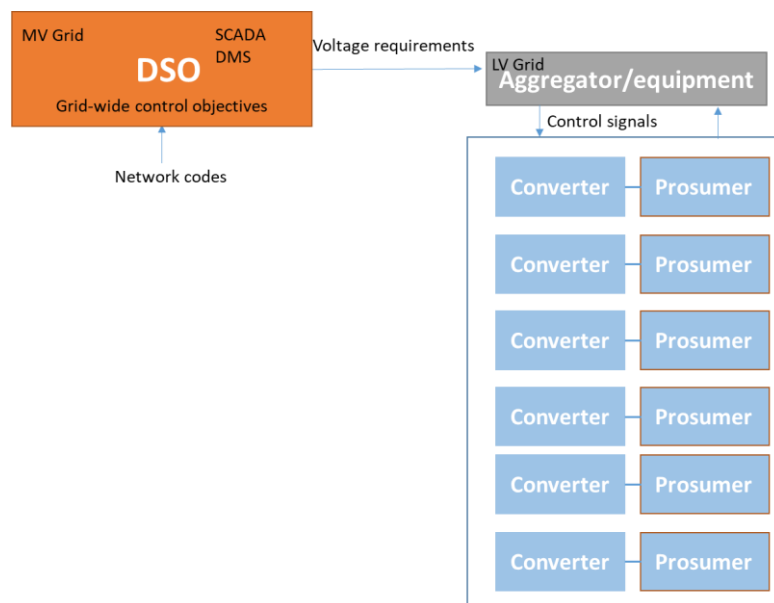 MV Grid
SCADA
DMS
DSO
Grid-wide control objectives
Voltage requirements
LV Grid
Aggregator/equipment
Control signals
Network codes
Converter
Prosumer
Converter
Prosumer
Converter
Prosumer
Converter
Prosumer
Converter
Prosumer
Converter
Prosumer